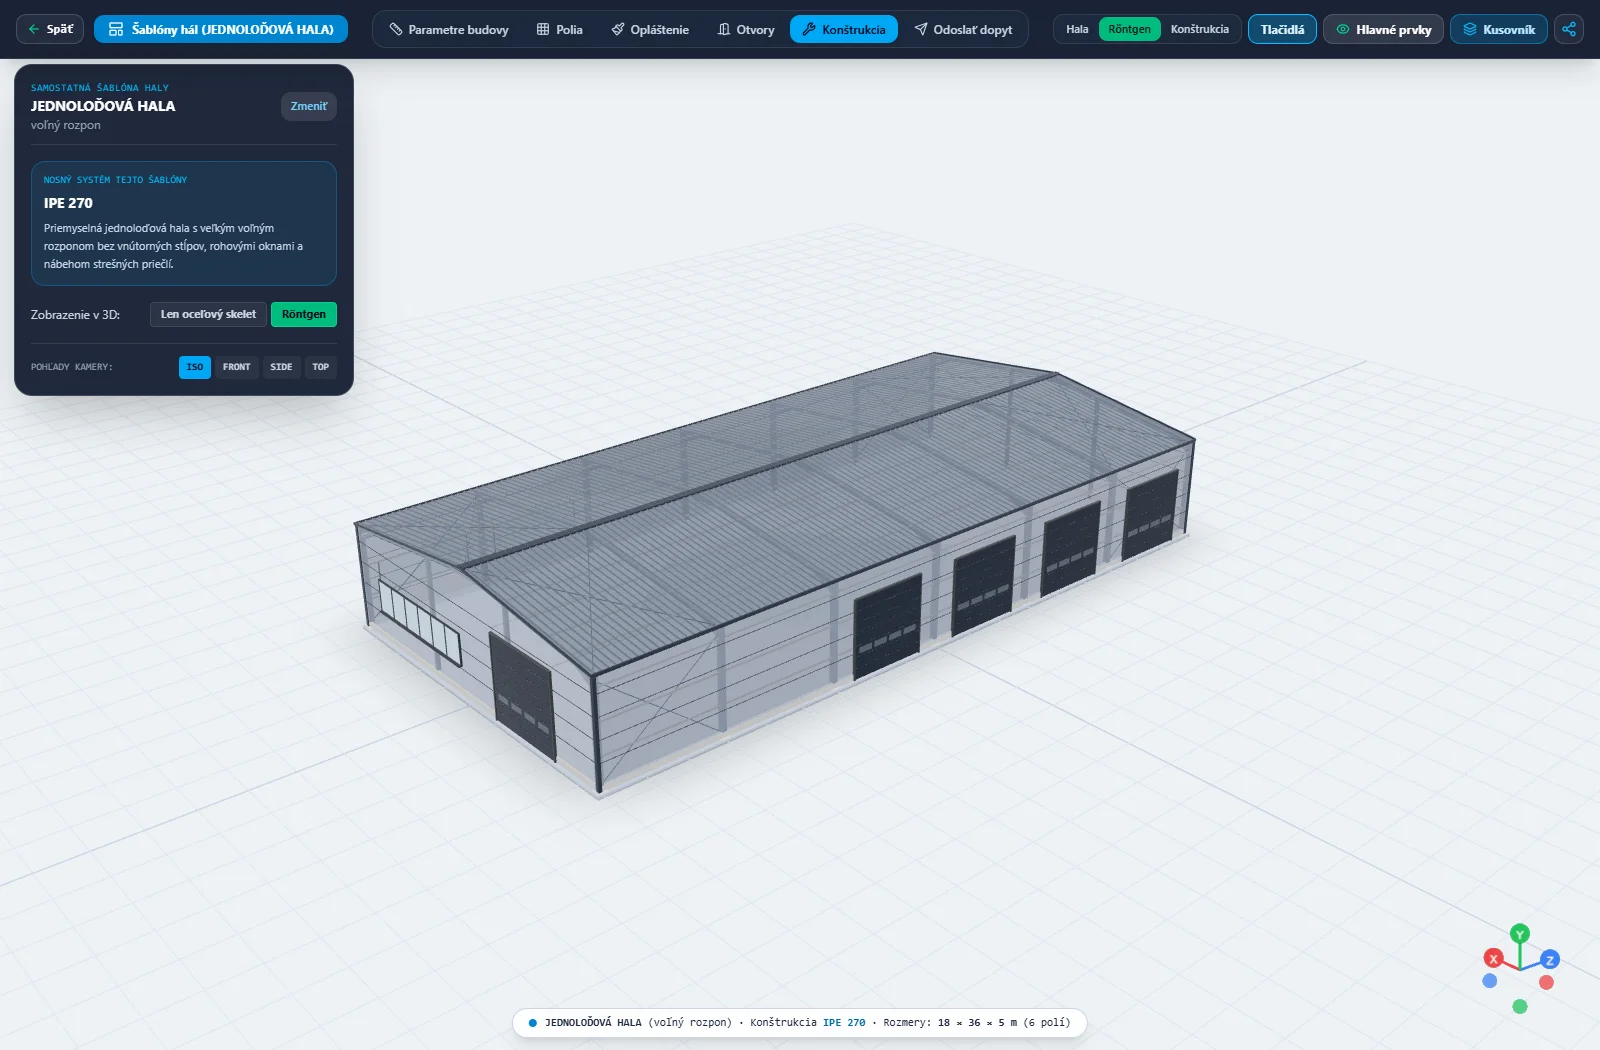 Späť
Šablóny hál (JEDNOLOĎOVÁ HALA)
Parametre budovy
Polia
Opláštenie
Otvory
Konštrukcia
Odoslať dopyt
Hala
Röntgen
Konštrukcia
Tlačidlá
Hlavné prvky
Kusovník
SAMOSTATNÁ ŠABLÓNA HALY
JEDNOLOĎOVÁ HALA
voľný rozpon
Zmeniť
NOSNÝ SYSTÉM TEJTO ŠABLÓNY
IPE 270
Priemyselná jednoloďová hala s veľkým voľným
rozponom bez vnútorných stĺpov, rohovými oknami a
nábehom strešných priečlí.
Zobrazenie v 3D:
Len oceľový skelet
Röntgen
POHĽADY KAMERY:
ISO
FRONT
SIDE
TOP
Y
X
Z
JEDNOLOĎOVÁ HALA (voľný rozpon) · Konštrukcia IPE 270 · Rozmery: 18 × 36 × 5 m (6 polí)